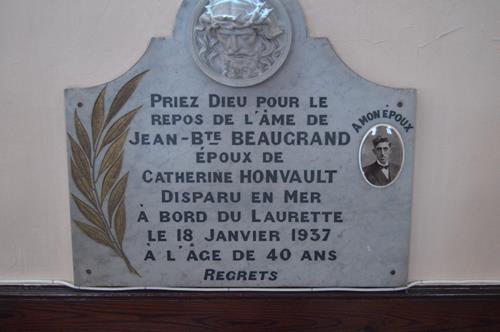 Priez Dieu pour le
repos de l'âme de
Jean-Bte BEAUGRAND
époux de
Catherine HONVAULT
Disparu en Mer
à bord du Laurette
le 18 Janvier 1937
à l'âge de 40 ans
Regrets
A MON ÉPOUX